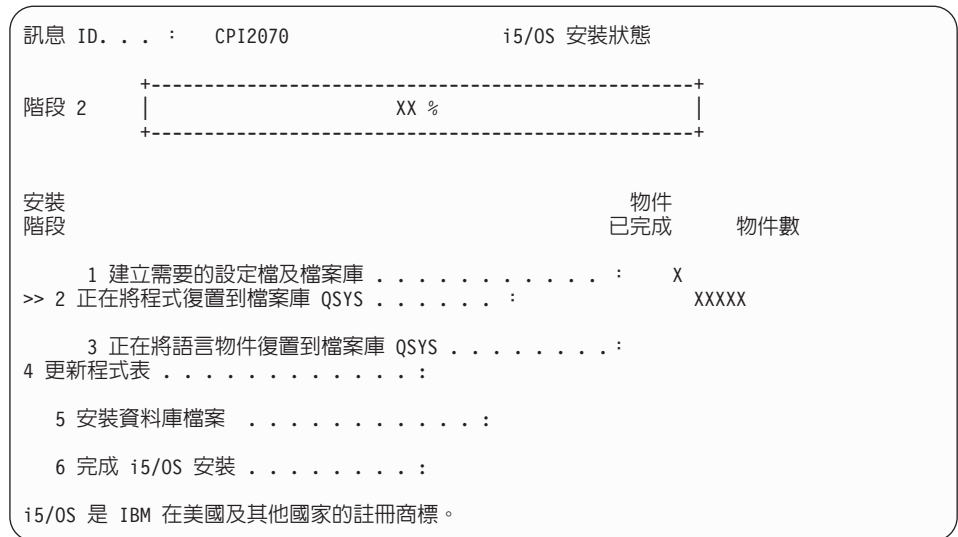 訊息 ID. . . :   CPI2070                    i5/OS 安裝狀態
+--------------------------------------------------+
階段 2     |                       XX %                       |
+--------------------------------------------------+
安裝                                                     物件
階段                                                   已完成      物件數
1 建立需要的設定檔及檔案庫 . . . . . . . . . . . . :    X
>> 2 正在將程式復置到檔案庫 QSYS . . . . . . :                XXXXX
3 正在將語言物件復置到檔案庫 QSYS . . . . . . . . :
4 更新程式表 . . . . . . . . . . . . :
5 安裝資料庫檔案  . . . . . . . . . . . :
6 完成 i5/OS 安裝 . . . . . . . . :
i5/OS 是 IBM 在美國及其他國家的註冊商標。